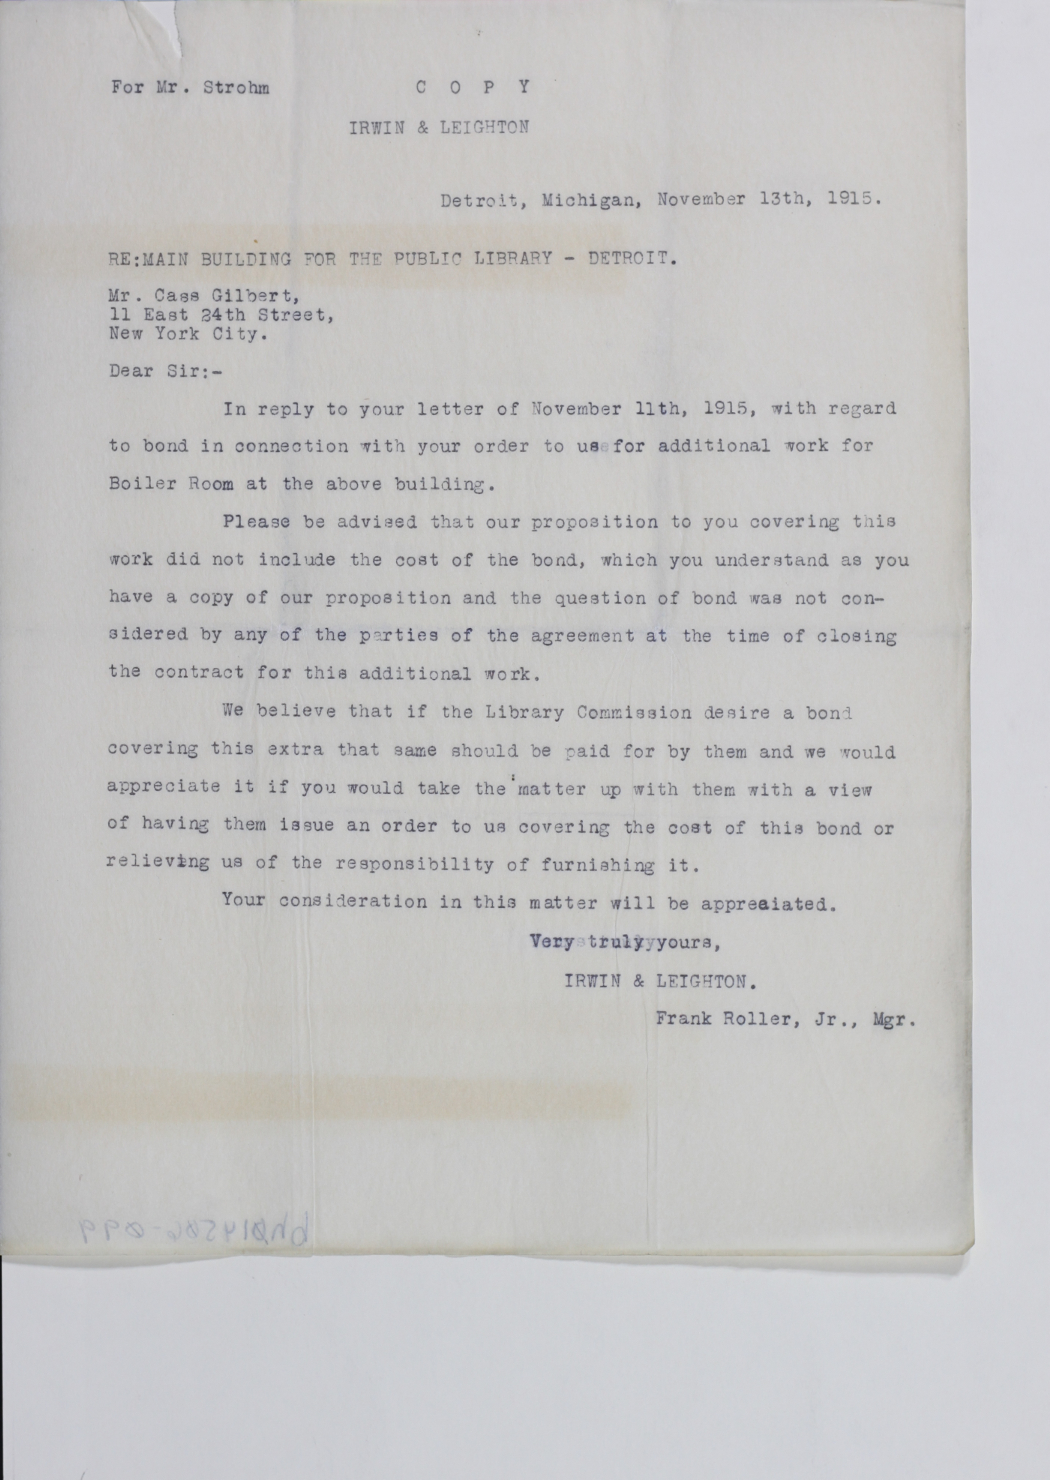 For Mr. Strohm C O P Y
IRWIN & LEIGHTON
Detroit, Michigan, November 13th, 1915.
RE:MAIN BUILDING FOR THE PUBLIC LIBRARY - DETROIT.
Mr. Cass Gilbert,
11 East 24th Street,
New York City.
Dear Sir:-
In reply to your letter of November 11th, 1915, with regard
to bond in connection with your order to us for additional work for
Boiler Room at the above building.
Please be advised that our proposition to you covering this
work did not include the cost of the bond, which you understand as you
have a copy of our proposition and the question of bond was not con-
sidered by any of the parties of the agreement at the time of closing
the contract for this additional work.
We believe that if the Library Commission desire a bond
covering this extra that same should be paid for by them and we would
appreciate it if you would take the matter up with them with a view
of having them issue an order to us covering the cost of this bond or
relieving us of the responsibility of furnishing it.
Your consideration in this matter will be appreaiated.
Very truly yours,
IRWIN & LEIGHTON.
Frank Roller, Jr., Mgr.